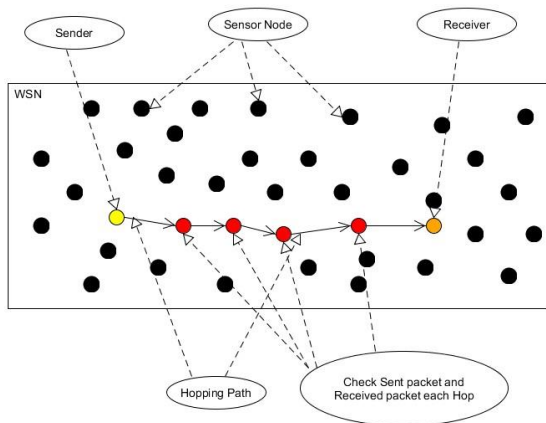 Sender
Sensor Node
Receiver
WSN
Hopping Path
Check Sent packet and
Received packet each Hop